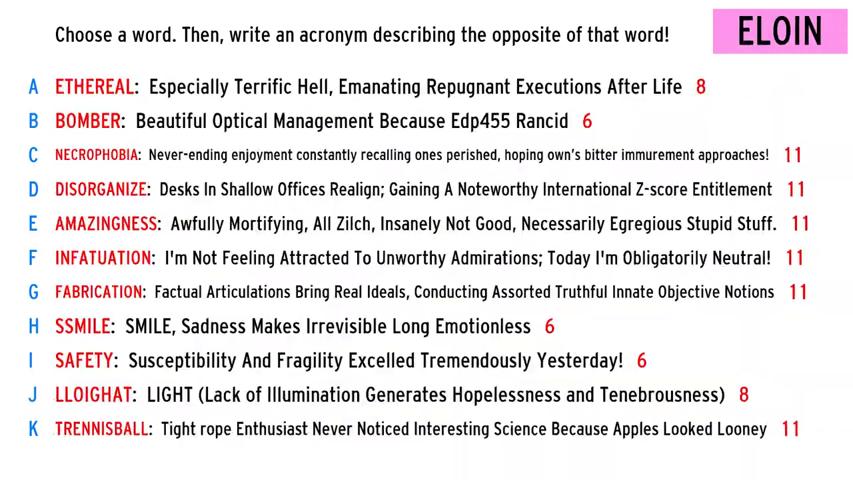 Choose a word. Then, write an acronym describing the opposite of that word!
ELOIN
A ETHEREAL: Especially Terrific Hell, Emanating Repugnant Executions After Life 8
B BOMBER: Beautiful Optical Management Because Edp455 Rancid 6
C NECROPHOBIA: Never-ending enjoyment constantly recalling ones perished, hoping own's bitter immurement approaches! 11
D DISORGANIZE: Desks In Shallow Offices Realign; Gaining A Noteworthy International Z-score Entitlement 11
E AMAZINGNESS: Awfully Mortifying, All Zilch, Insanely Not Good, Necessarily Egregious Stupid Stuff. 11
F INFATUATION: I'm Not Feeling Attracted To Unworthy Admirations; Today I'm Obligatorily Neutral! 11
G FABRICATION: Factual Articulations Bring Real Ideals, Conducting Assorted Truthful Innate Objective Notions 11
H SSMILE: SMILE, Sadness Makes Irrevisible Long Emotionless 6
I SAFETY: Susceptibility And Fragility Excelled Tremendously Yesterday! 6
J LLOIGHAT: LIGHT (Lack of Illumination Generates Hopelessness and Tenebrousness) 8
K TRENNISBALL: Tight rope Enthusiast Never Noticed Interesting Science Because Apples Looked Looney 11